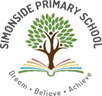 SIMONSIDE PRIMARY SCHOOL
Dream • Believe • Achieve